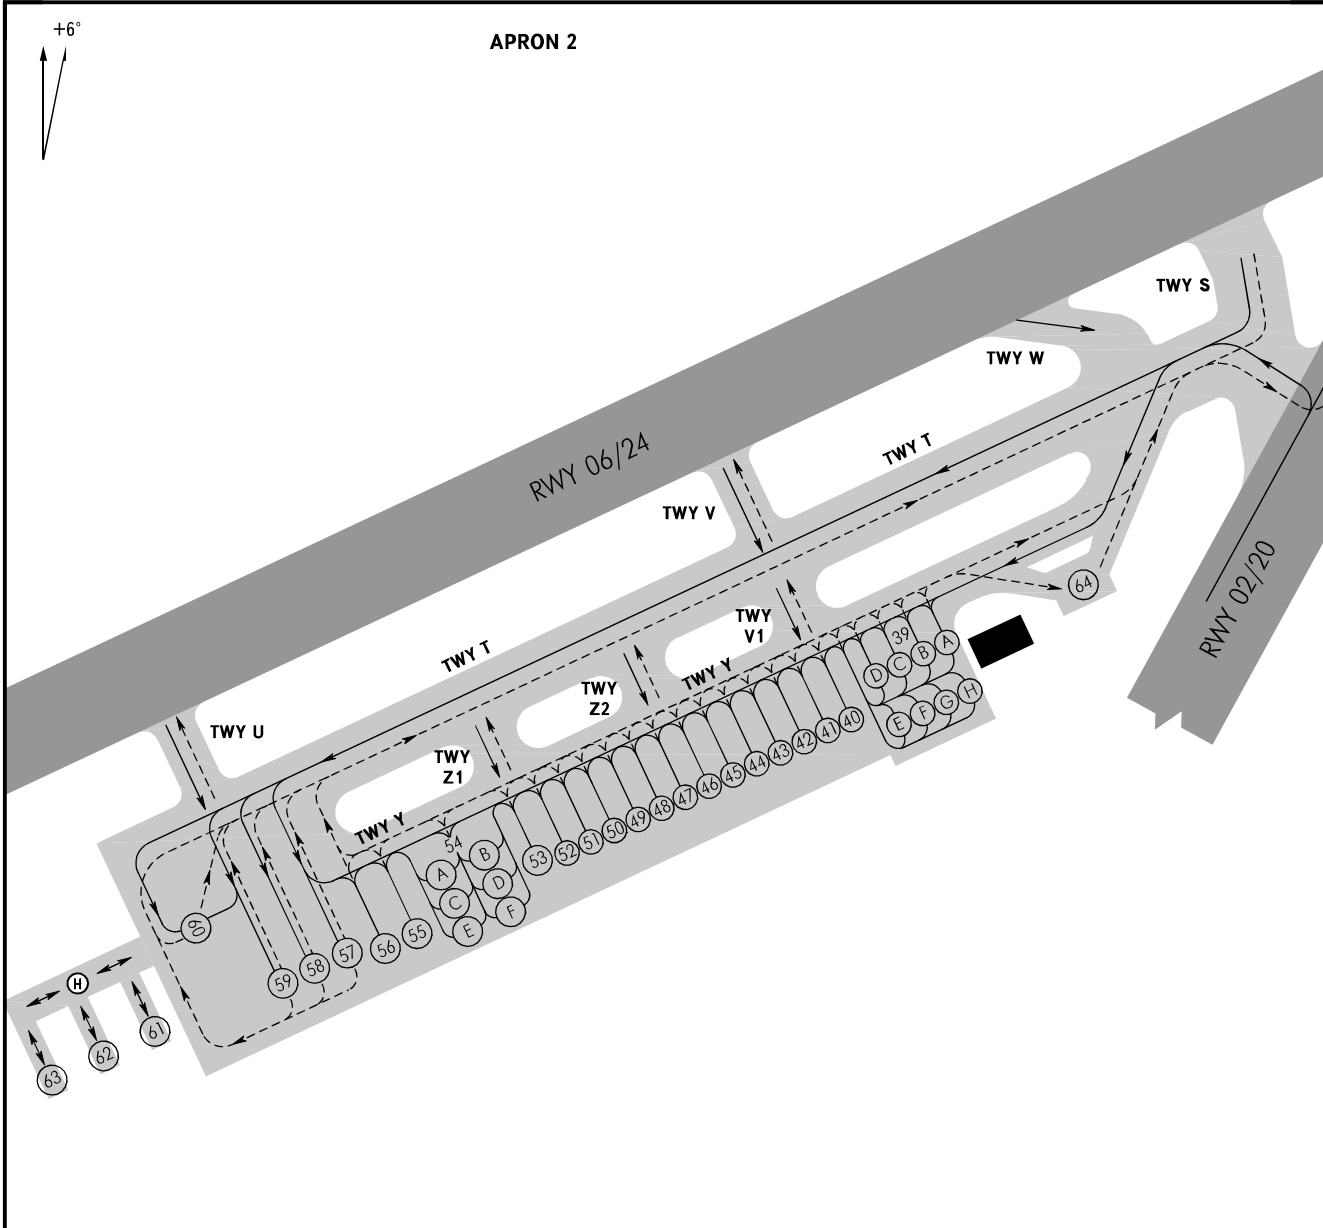 +6°
APRON 2
TWY S
TWY W
TWY T
RWY 06/24
TWY V
RWY 02/20
64
TWY
V1
39
A
B
C
D
TWY T
TWY Y
H
G
F
E
TWY
Z2
TWY U
TWY
Z1
40
41
42
43
44
45
46
47
48
49
50
51
52
53
TWY Y
54
B
A
D
C
F
E
55
56
57
58
59
60
H
61
62
63